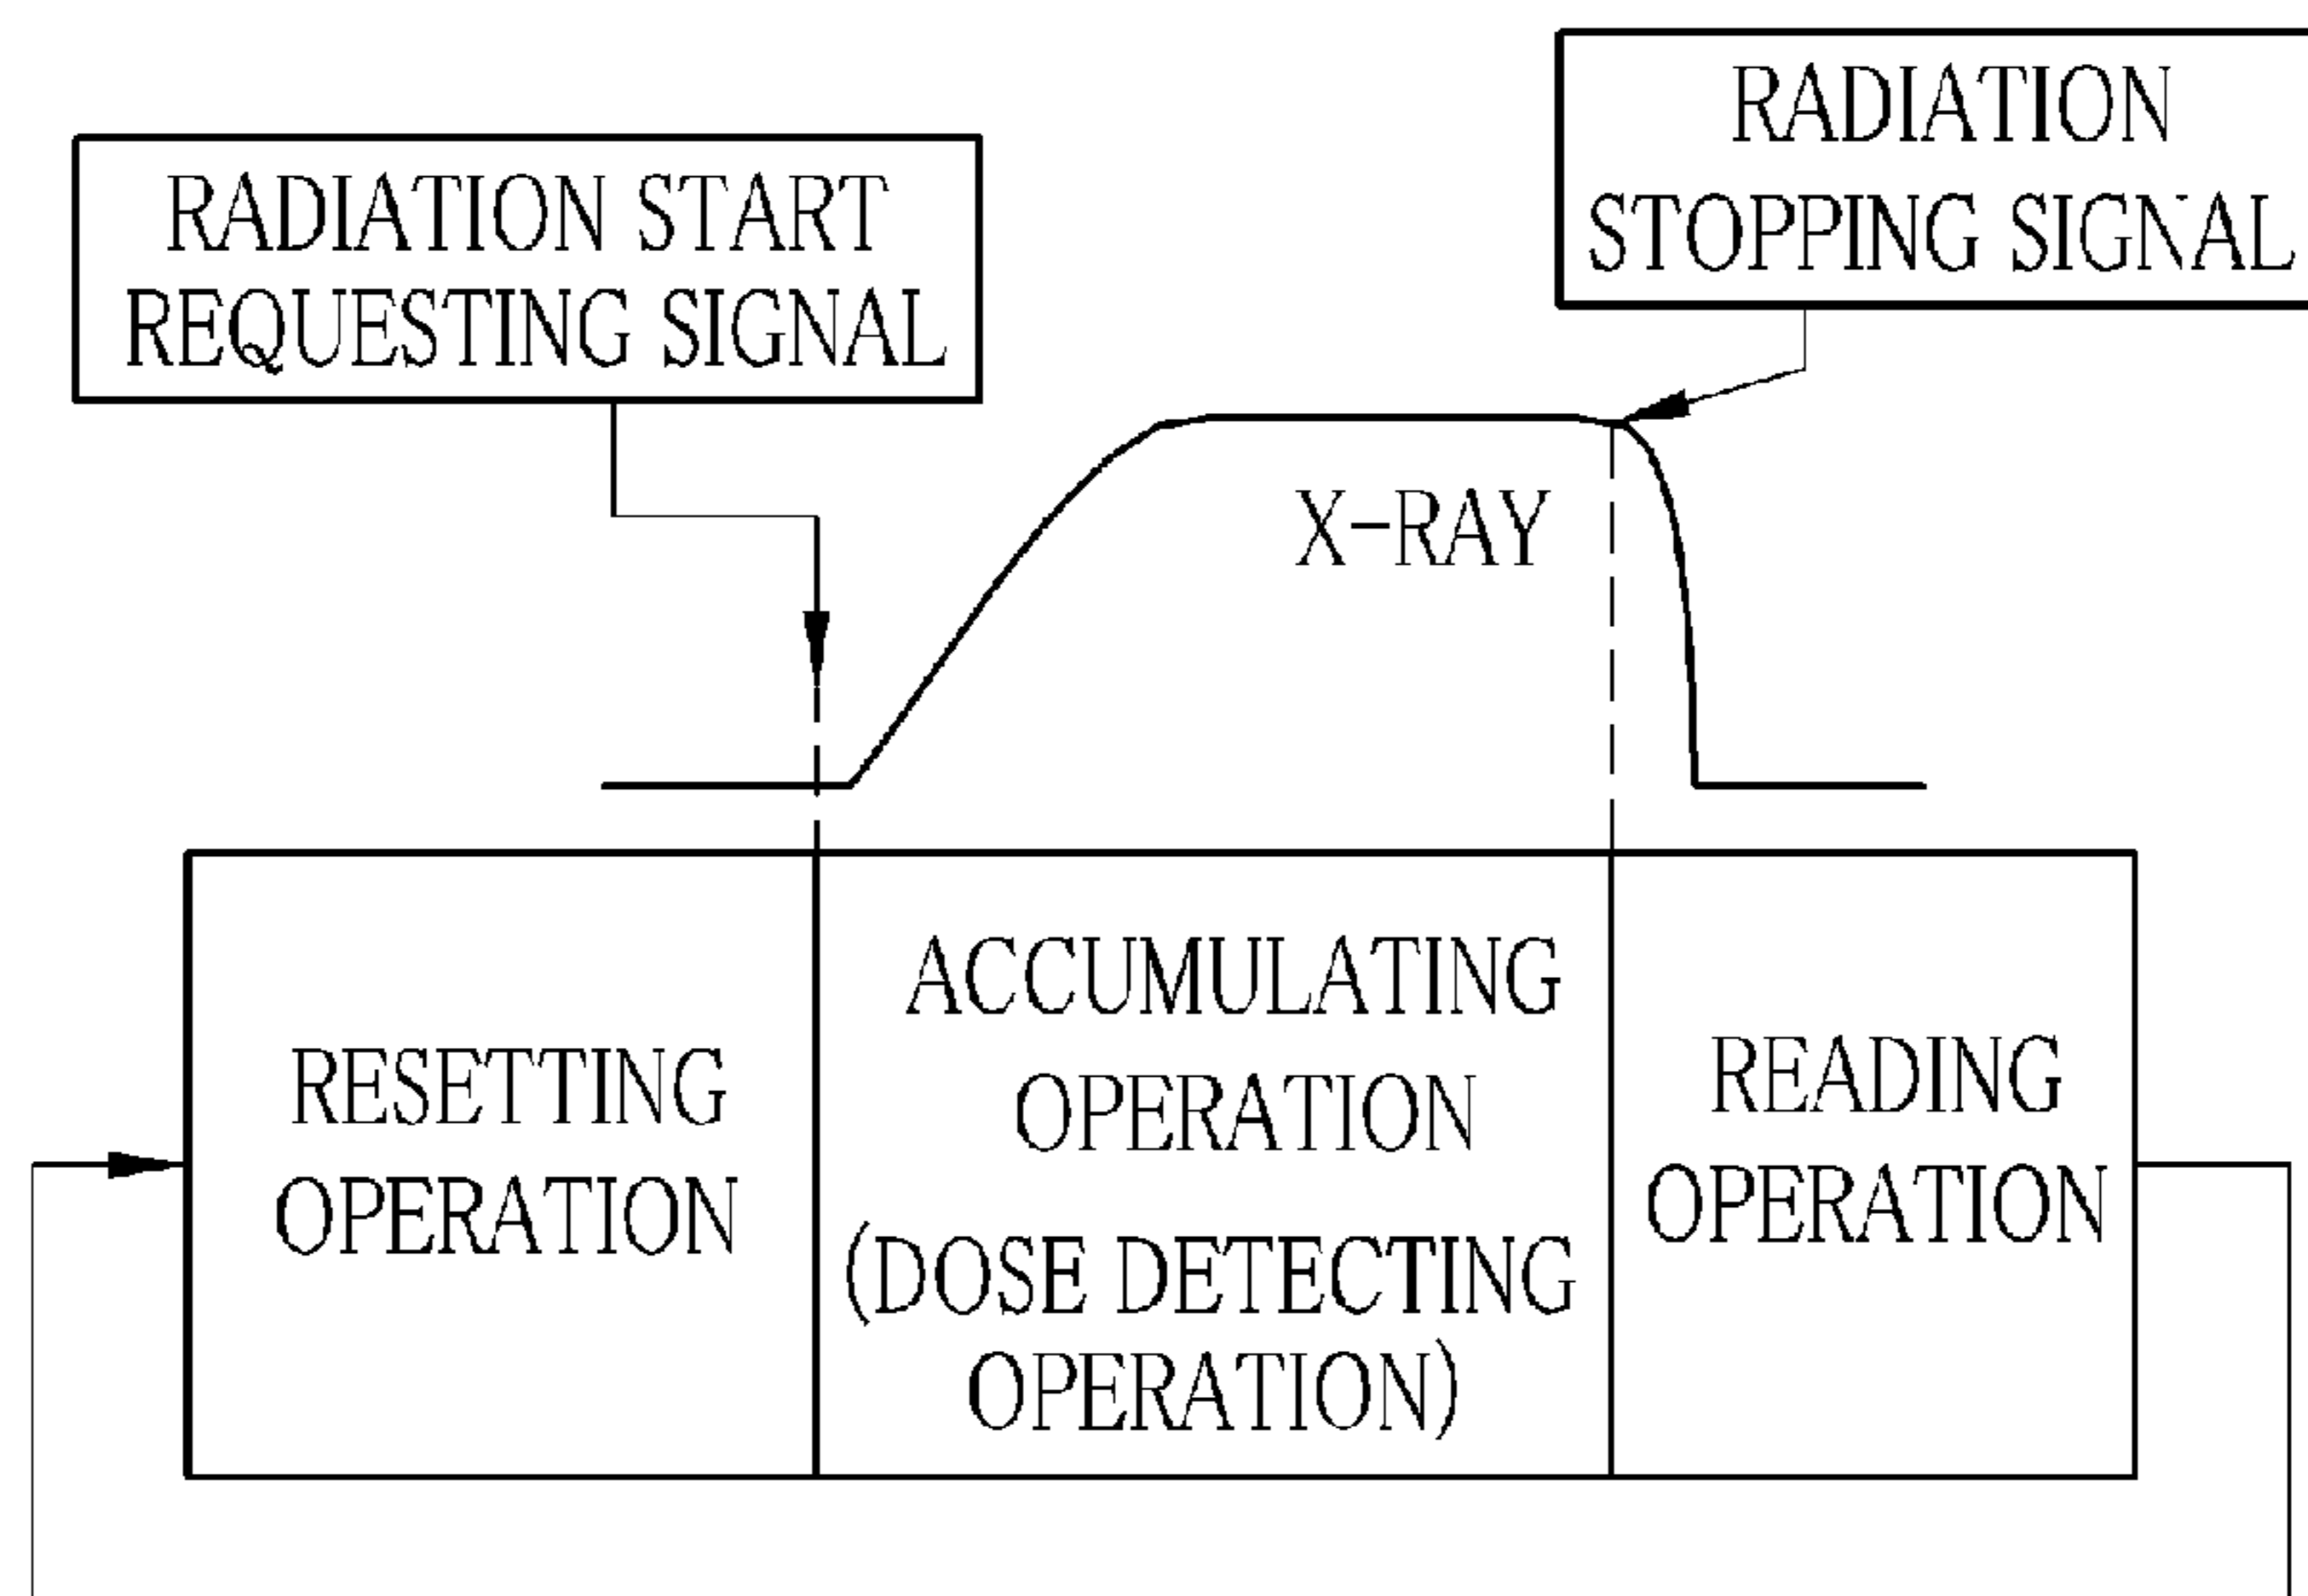 RADIATION START
REQUESTING SIGNAL
RADIATION
STOPPING SIGNAL
X-RAY
RESETTING
OPERATION
ACCUMULATING
OPERATION
(DOSE DETECTING
OPERATION)
READING
OPERATION